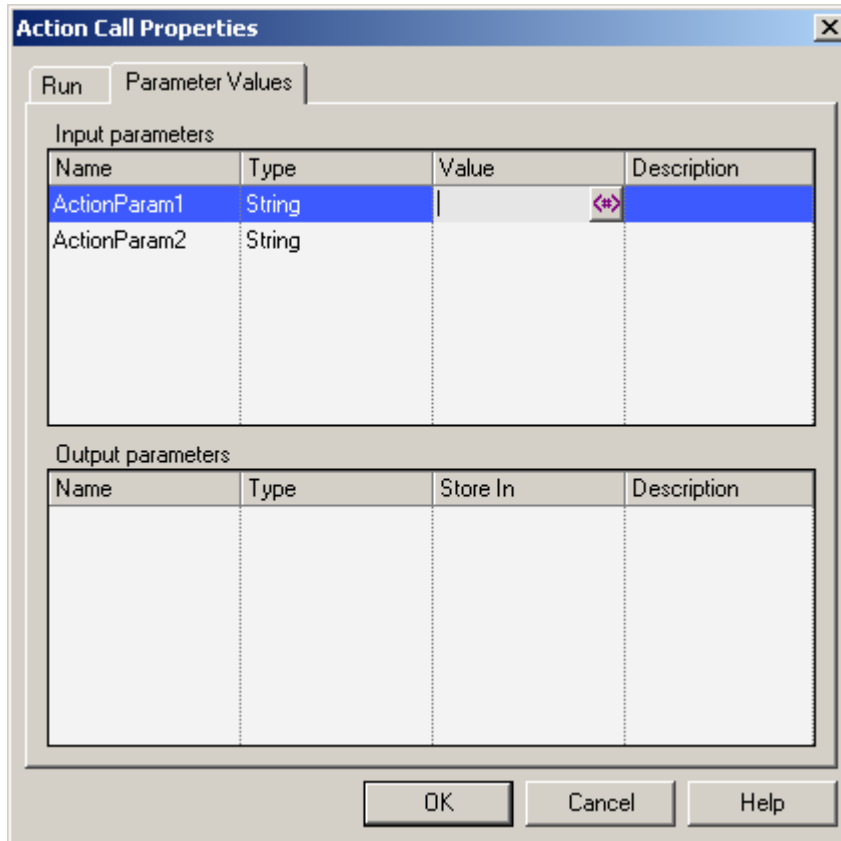 Action Call Properties
Run Parameter Values
Input parameters
Name Type Value Description
ActionParam1 String <#>
ActionParam2 String
Output parameters
Name Type Store In Description
OK Cancel Help